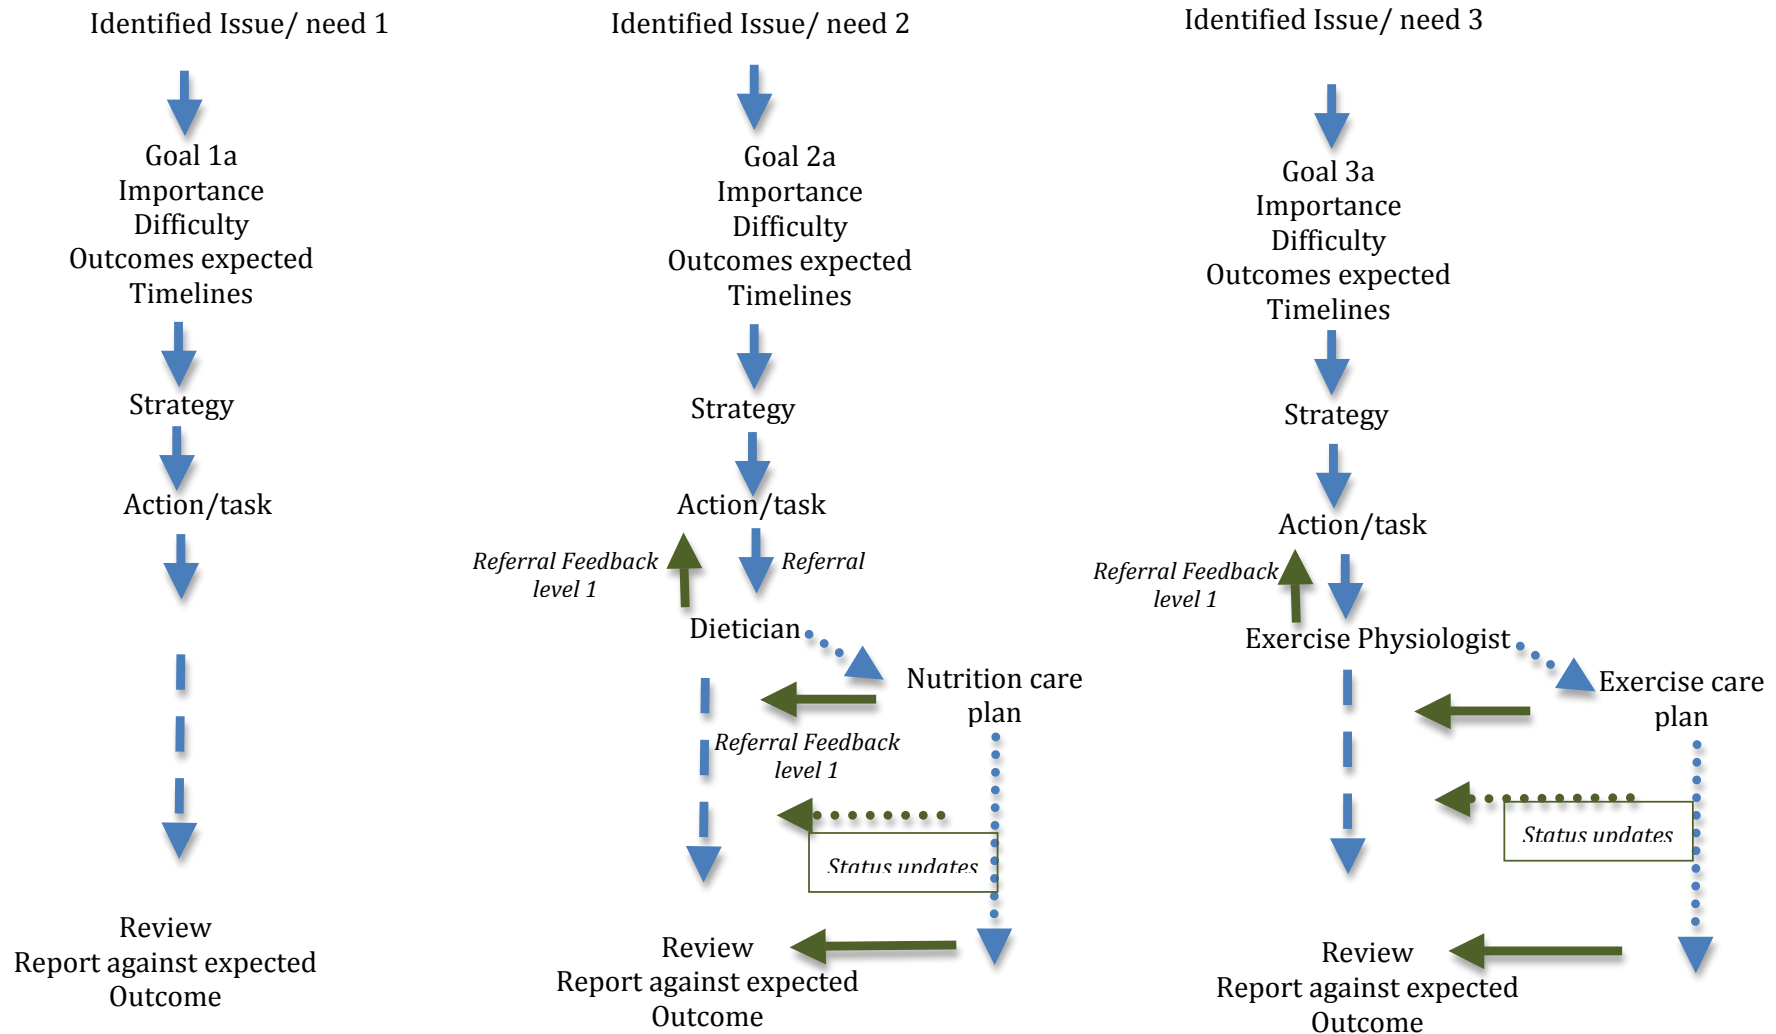 Identified Issue/ need 1
Goal 1a
Importance
Difficulty
Outcomes expected
Timelines
Strategy
Action/task
Review
Report against expected
Outcome
Identified Issue/ need 2
Goal 2a
Importance
Difficulty
Outcomes expected
Timelines
Strategy
Action/task
Referral Feedback
level 1
Referral
Dietician
Nutrition care
plan
Referral Feedback
level 1
Status updates
Review
Report against expected
Outcome
Identified Issue/ need 3
Goal 3a
Importance
Difficulty
Outcomes expected
Timelines
Strategy
Action/task
Referral Feedback
level 1
Exercise Physiologist
Exercise care
plan
Status updates
Review
Report against expected
Outcome